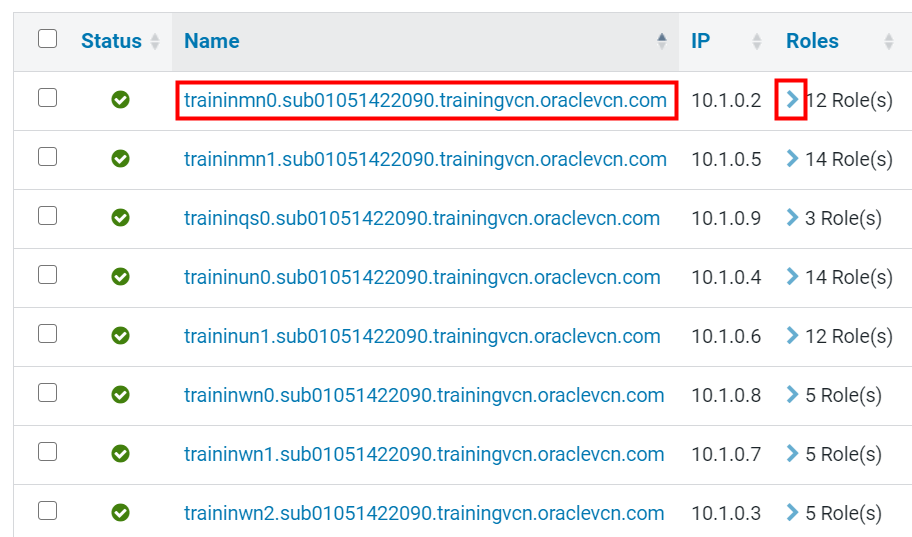 Status Name IP Roles
traininmn0.sub01051422090.trainingvcn.oraclevcn.com 10.1.0.2 12 Role(s)
traininmn1.sub01051422090.trainingvcn.oraclevcn.com 10.1.0.5 14 Role(s)
traininqs0.sub01051422090.trainingvcn.oraclevcn.com 10.1.0.9 3 Role(s)
traininun0.sub01051422090.trainingvcn.oraclevcn.com 10.1.0.4 14 Role(s)
traininun1.sub01051422090.trainingvcn.oraclevcn.com 10.1.0.6 12 Role(s)
traininwn0.sub01051422090.trainingvcn.oraclevcn.com 10.1.0.8 5 Role(s)
traininwn1.sub01051422090.trainingvcn.oraclevcn.com 10.1.0.7 5 Role(s)
traininwn2.sub01051422090.trainingvcn.oraclevcn.com 10.1.0.3 5 Role(s)